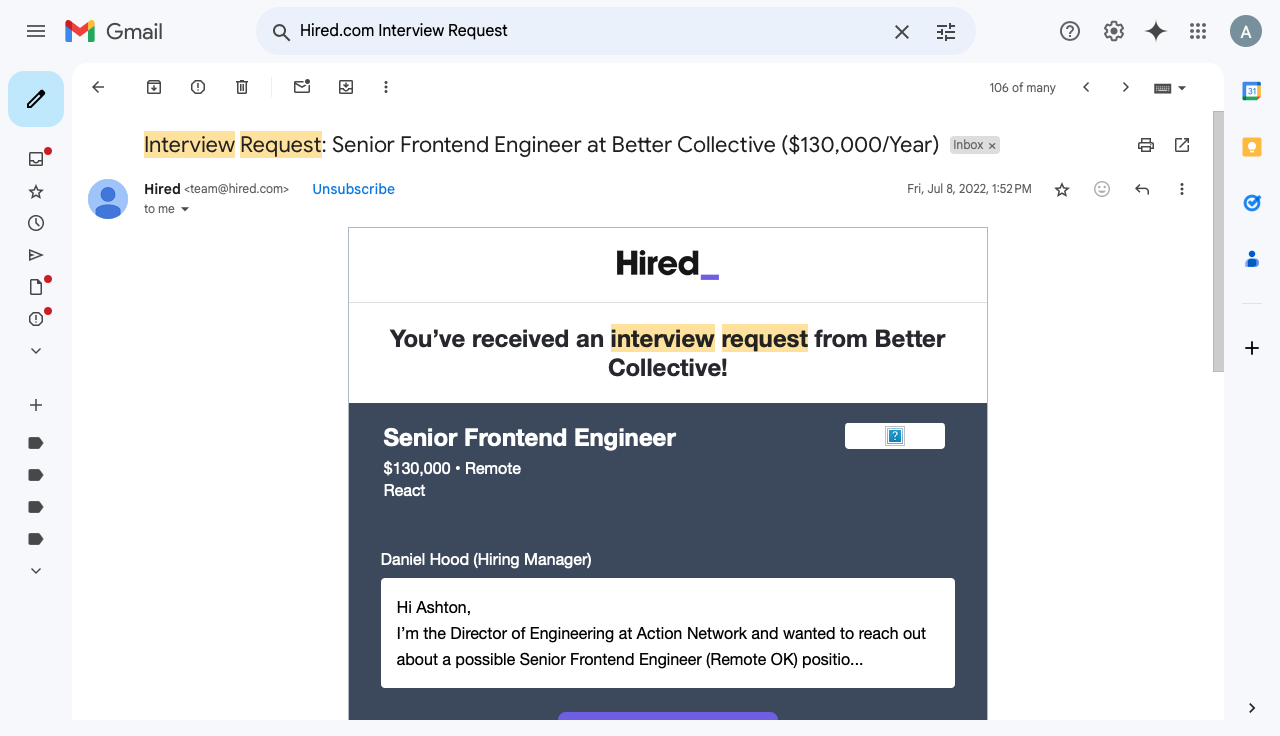 Gmail
Hired.com Interview Request
A
106 of many
Interview Request: Senior Frontend Engineer at Better Collective ($130,000/Year)
Inbox ×
Hired <team@hired.com>
Unsubscribe
Fri, Jul 8, 2022, 1:52 PM
to me
31
Hired_
You’ve received an interview request from Better
Collective!
Senior Frontend Engineer
?
$130,000 • Remote
React
Daniel Hood (Hiring Manager)
Hi Ashton,
I’m the Director of Engineering at Action Network and wanted to reach out
about a possible Senior Frontend Engineer (Remote OK) positio...